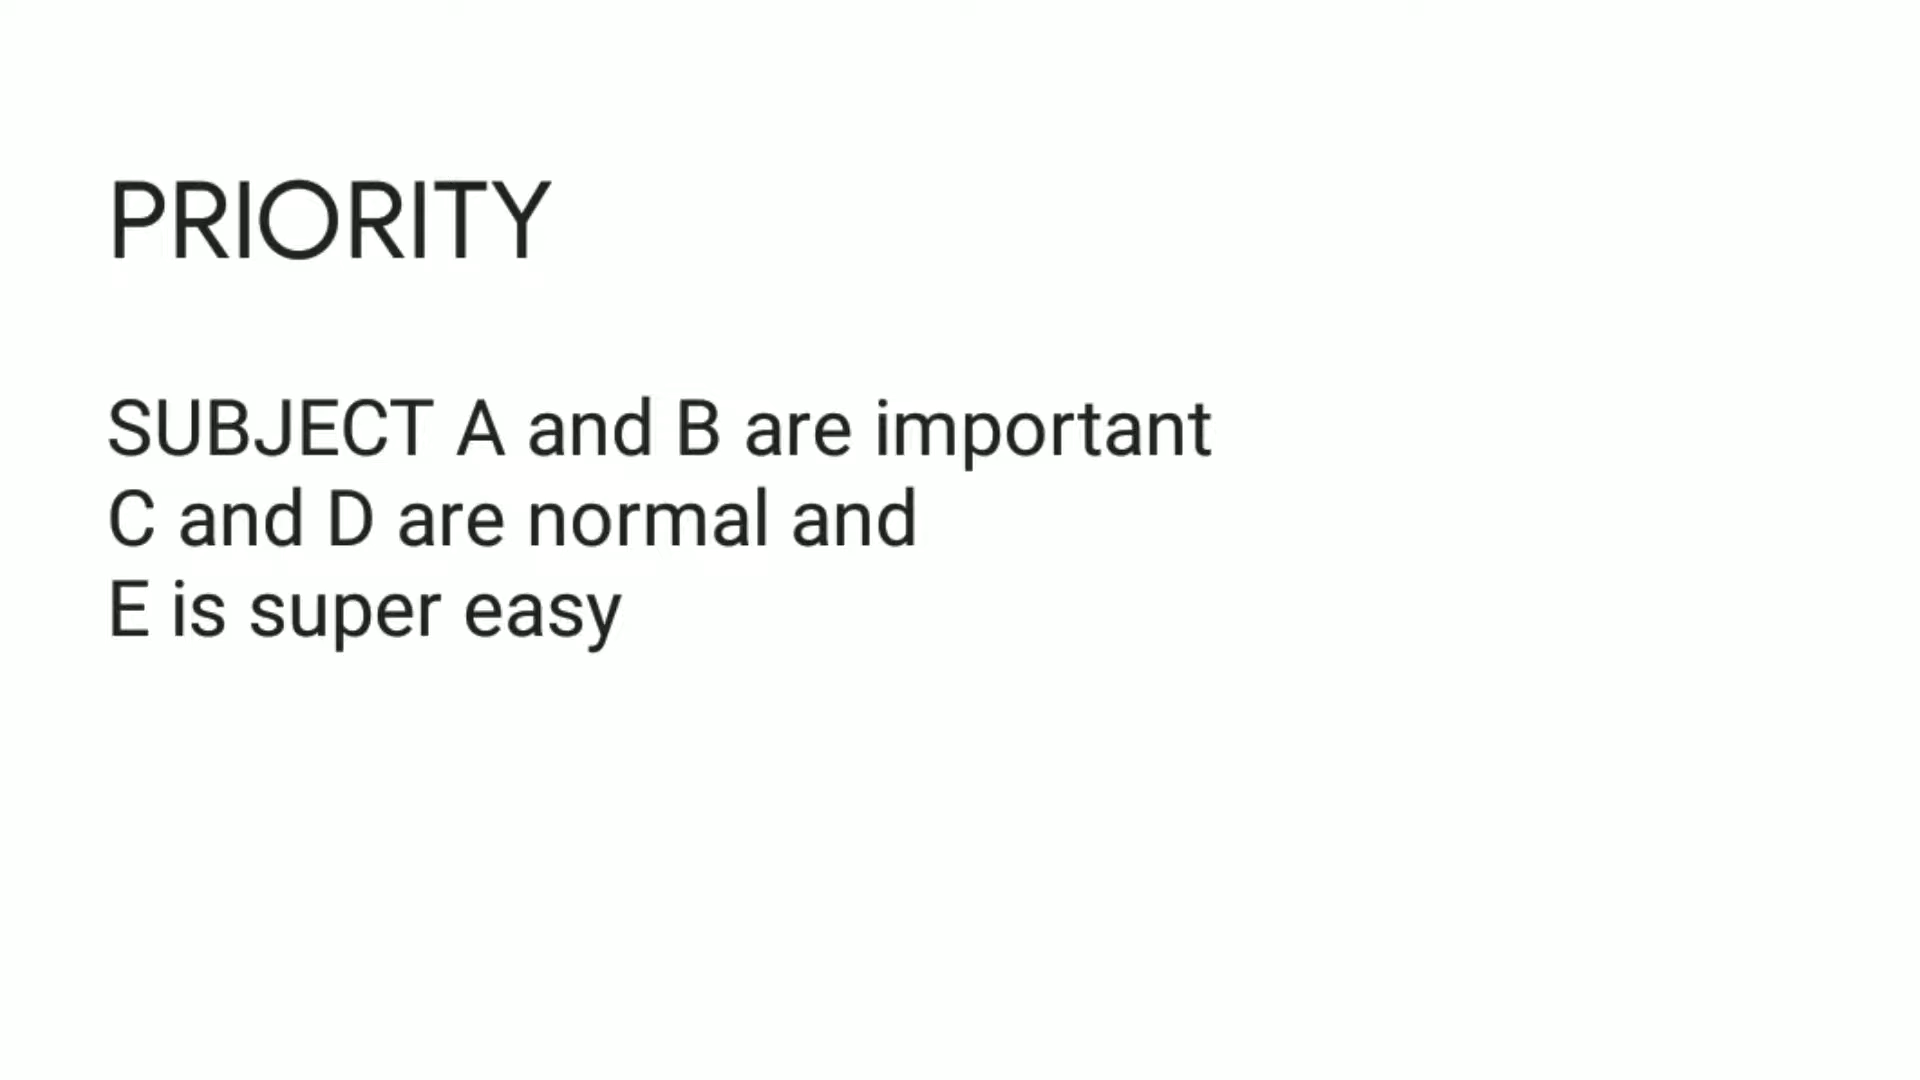 PRIORITY
SUBJECT A and B are important
C and D are normal and
E is super easy